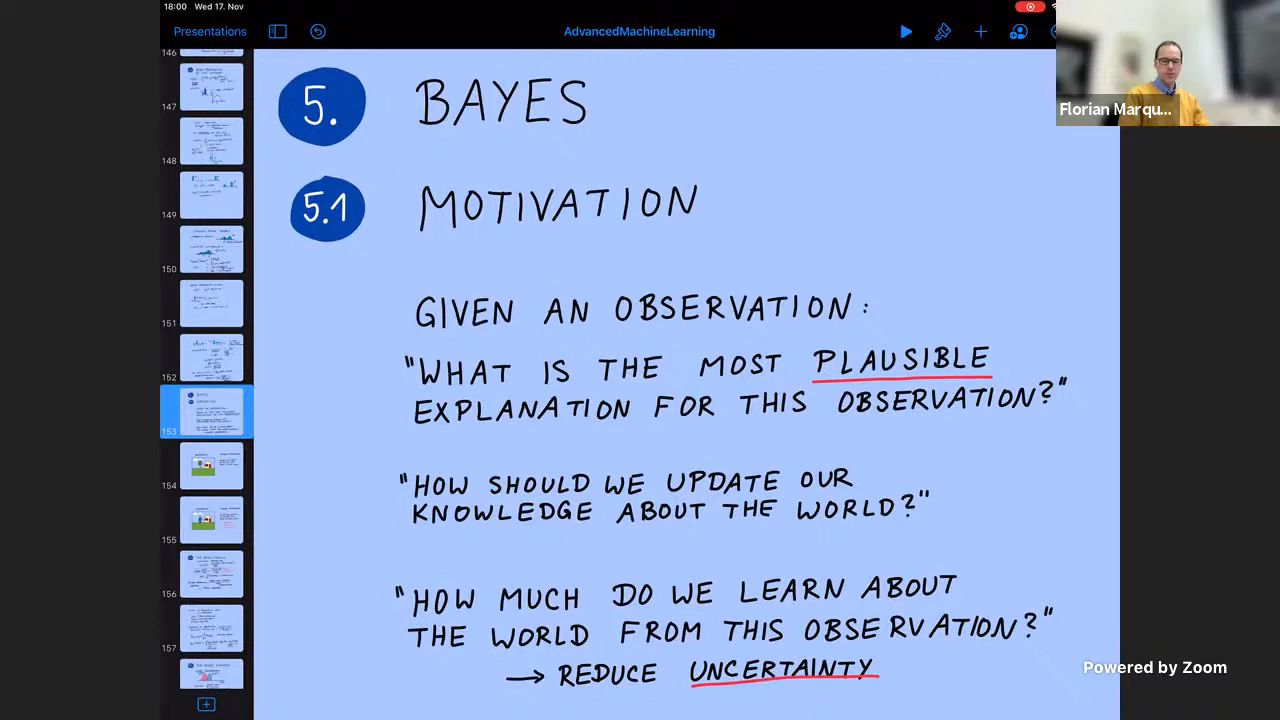 18:00 Wed 17. Nov
Presentations
AdvancedMachineLearning
Florian Marqu...
146
147
148
149
150
151
152
153
154
155
156
157
5. BAYES
5.1 MOTIVATION
GIVEN AN OBSERVATION:
"WHAT IS THE MOST PLAUSIBLE
EXPLANATION FOR THIS OBSERVATION?"
"HOW SHOULD WE UPDATE OUR
KNOWLEDGE ABOUT THE WORLD?"
"HOW MUCH DO WE LEARN ABOUT
THE WORLD FROM THIS OBSERVATION?"
→ REDUCE UNCERTAINTY
Powered by Zoom